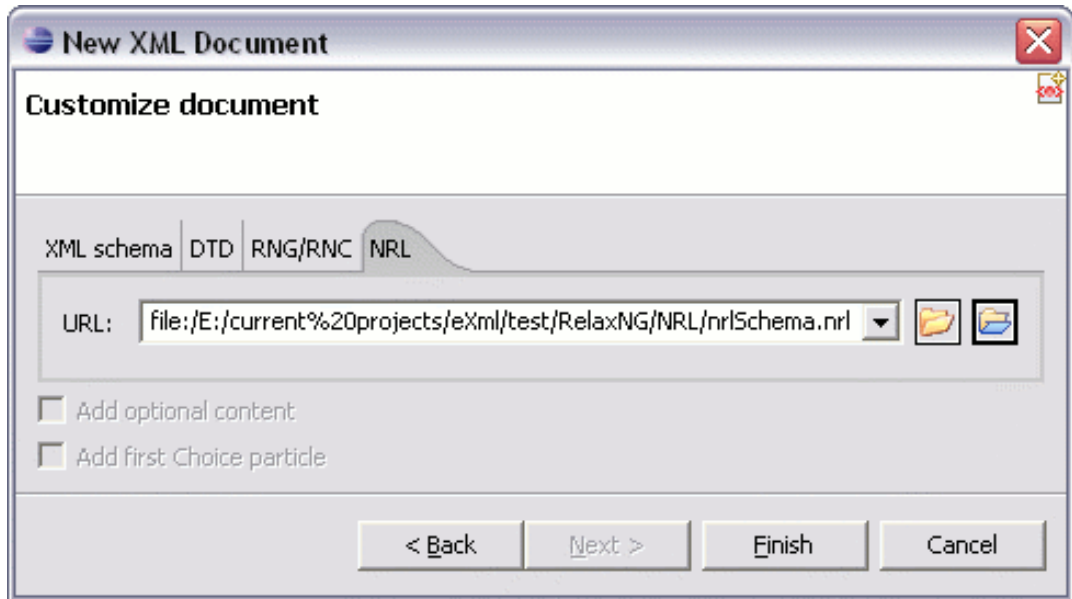 New XML Document
Customize document
XML schema DTD RNG/RNC NRL
URL: file:/E:/current%20projects/eXml/test/RelaxNG/NRL/nrlSchema.nrl
Add optional content
Add first Choice particle
< Back Next > Finish Cancel